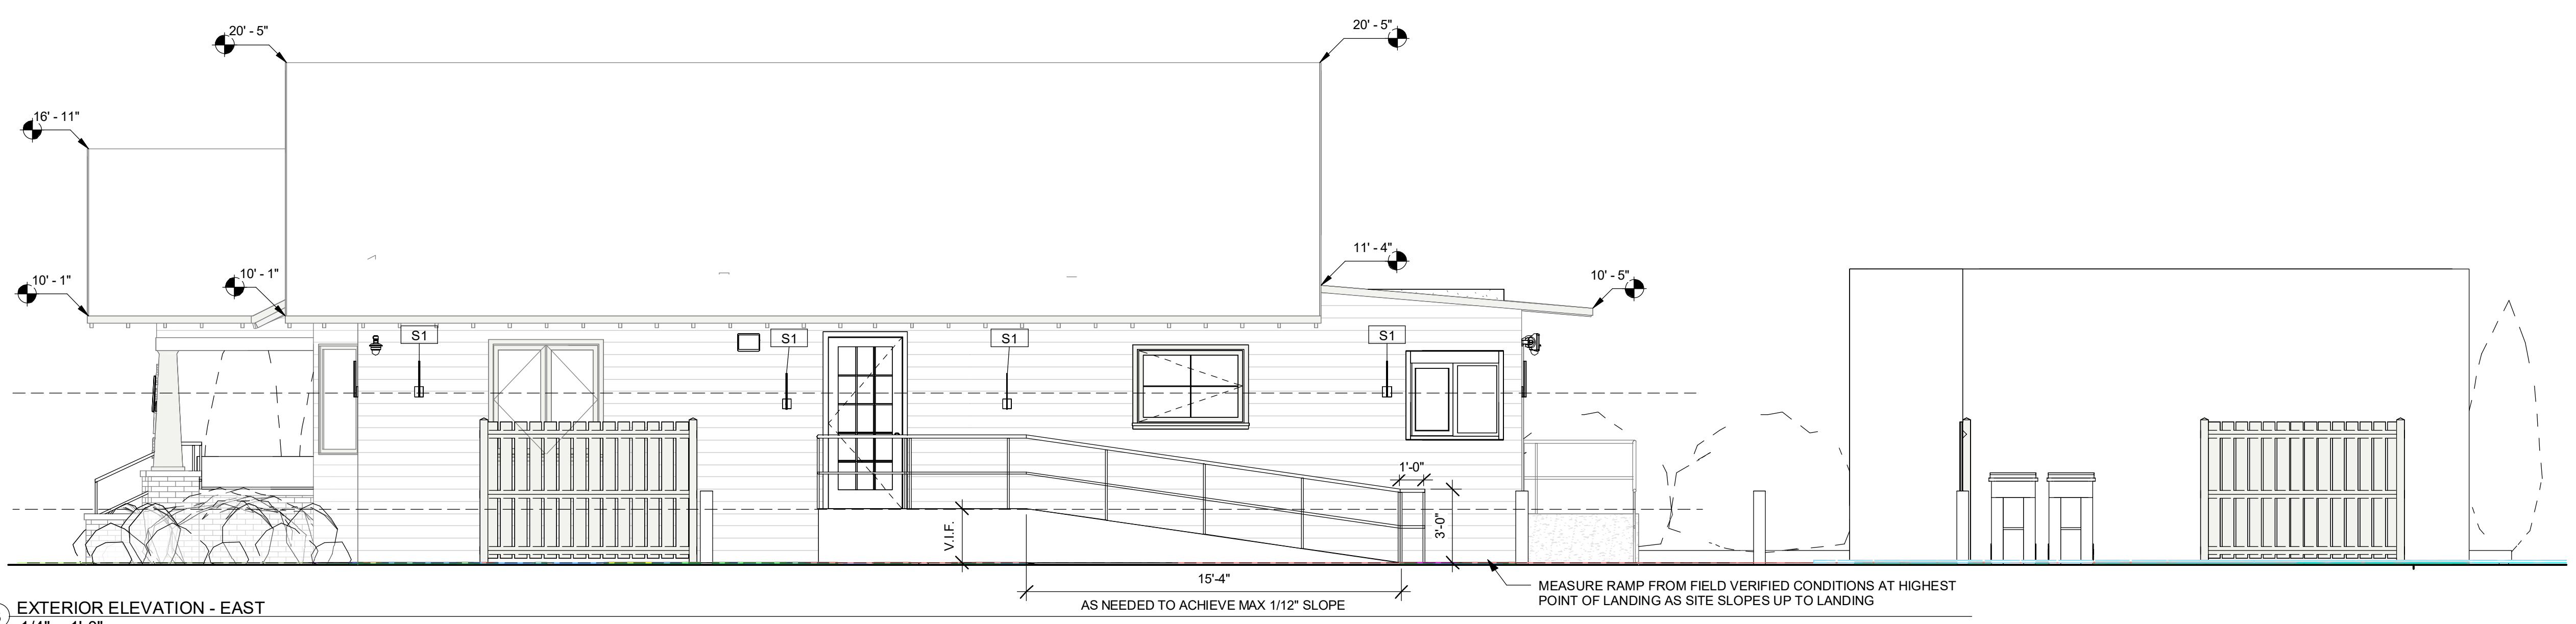 20' - 5"
20' - 5"
16' - 11"
11' - 4"
10' - 1"
10' - 1"
10' - 5"
S1
S1
S1
S1
1'-0"
V.I.F.
3'-0"
15'-4"
AS NEEDED TO ACHIEVE MAX 1/12" SLOPE
MEASURE RAMP FROM FIELD VERIFIED CONDITIONS AT HIGHEST
POINT OF LANDING AS SITE SLOPES UP TO LANDING
EXTERIOR ELEVATION - EAST